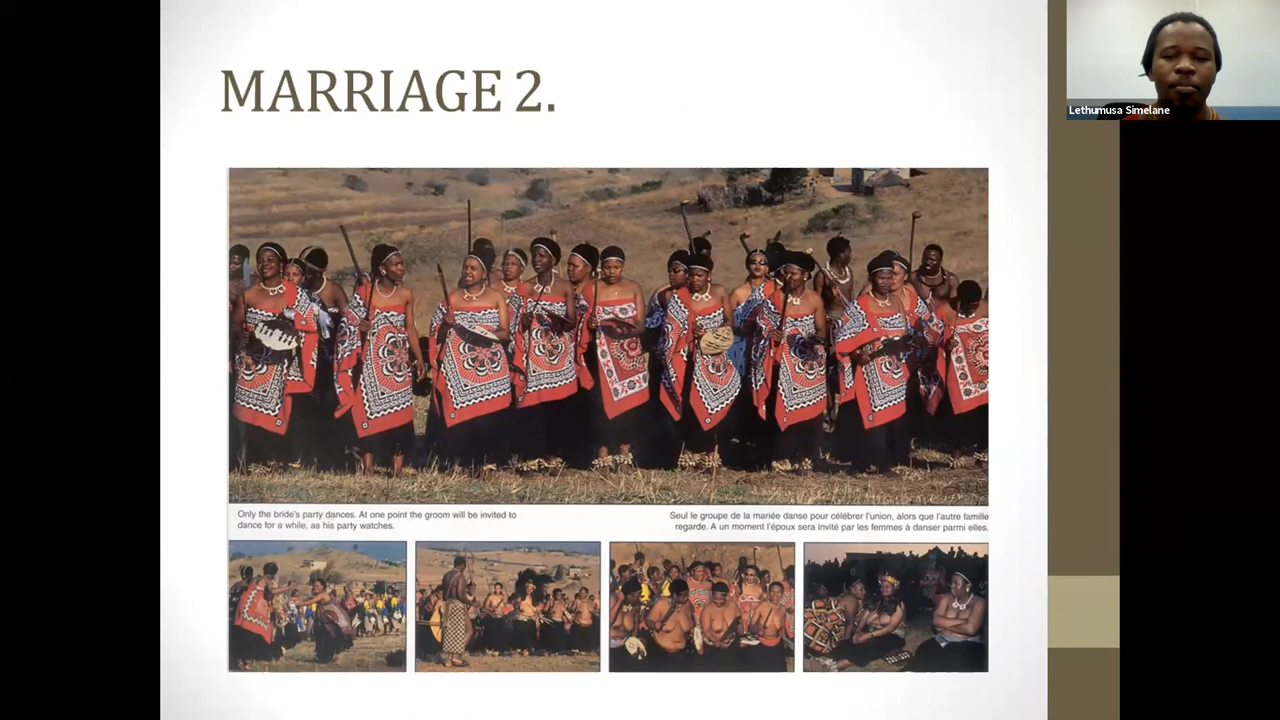 MARRIAGE 2.
Lethumusa Simelane
Only the bride's party dances. At one point the groom will be invited to
dance for a while, as his party watches.
Seul le groupe de la mariée danse pour célébrer l'union, alors que l'autre famille
regarde. A un moment l'époux sera invité par les femmes à danser parmi elles.